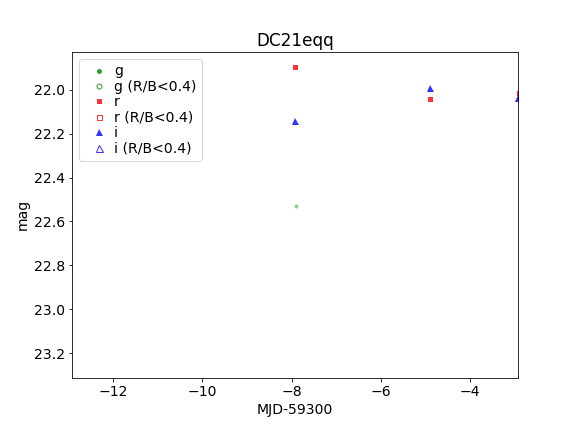 DC21eqq
g
g (R/B<0.4)
r
r (R/B<0.4)
i
i (R/B<0.4)
22.0
22.2
22.4
22.6
22.8
23.0
23.2
mag
−12
−10
−8
−6
−4
MJD-59300